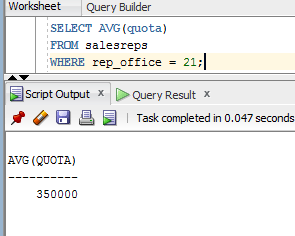 Worksheet Query Builder
SELECT AVG(quota)
FROM salesreps
WHERE rep_office = 21;
Script Output × Query Result ×
Task completed in 0.047 seconds
AVG(QUOTA)
----------
350000